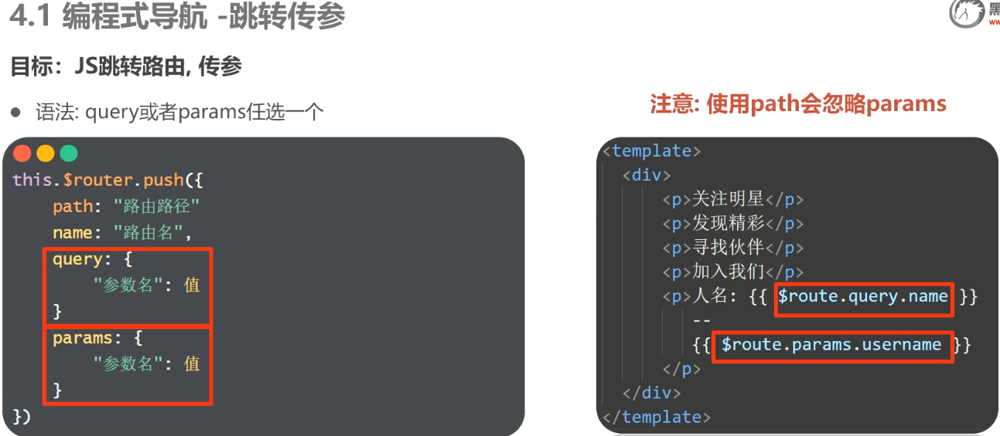 4.1 编程式导航 -跳转传参
黑
目标：JS跳转路由, 传参
● 语法: query或者params任选一个
注意: 使用path会忽略params
this.$router.push({
path: "路由路径"
name: "路由名",
query: {
"参数名": 值
}
params: {
"参数名": 值
}
})
<template>
<div>
<p>关注明星</p>
<p>发现精彩</p>
<p>寻找伙伴</p>
<p>加入我们</p>
<p>人名: {{ $route.query.name }}
--
{{ $route.params.username }}
</p>
</div>
</template>